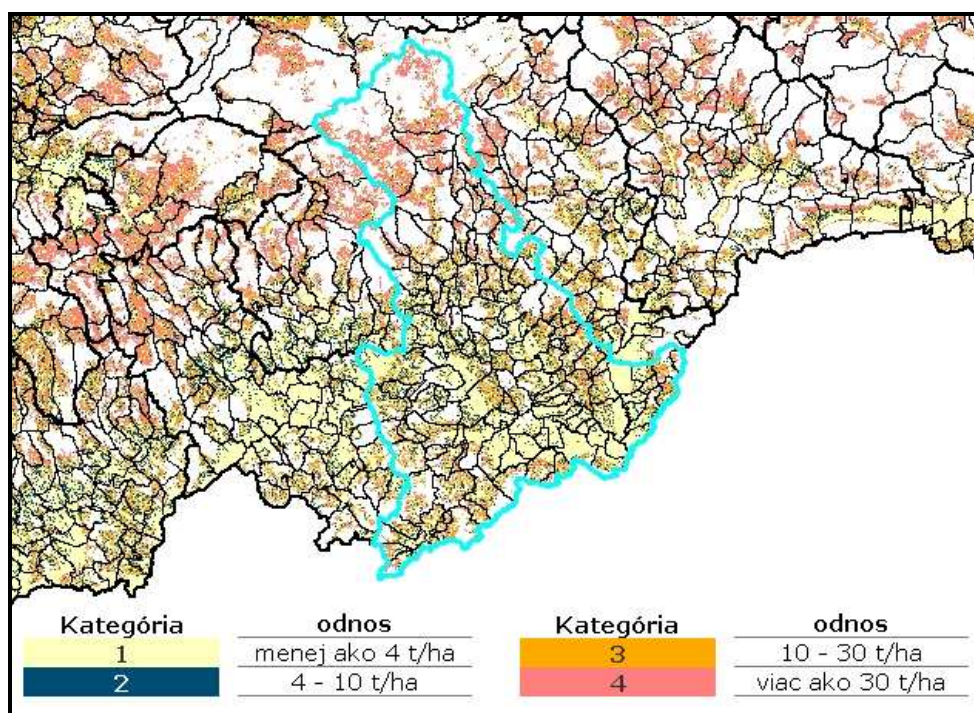 Kategória odnos Kategória odnos
1 menej ako 4 t/ha 3 10 - 30 t/ha
2 4 - 10 t/ha 4 viac ako 30 t/ha